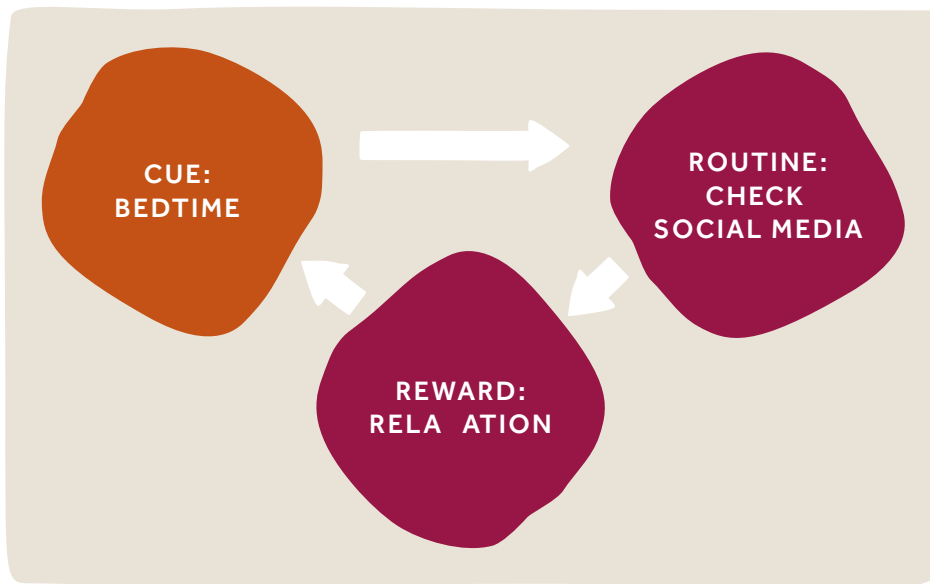 CUE:
BEDTIME
ROUTINE:
CHECK
SOCIAL MEDIA
REWARD:
RELA ATION